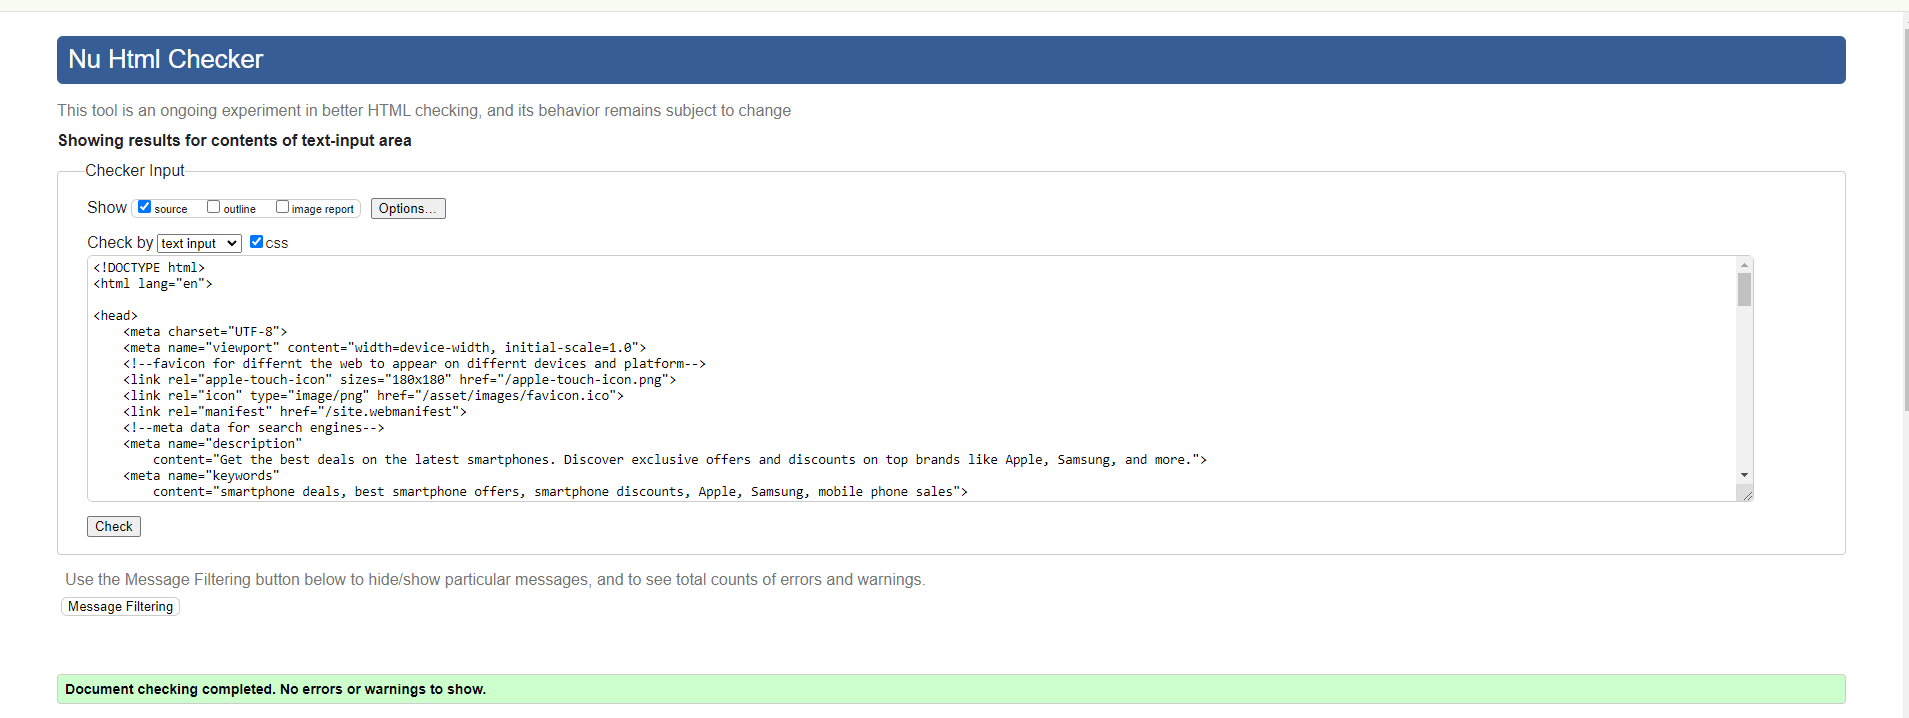 Nu Html Checker
This tool is an ongoing experiment in better HTML checking, and its behavior remains subject to change
Showing results for contents of text-input area
Checker Input
Show source outline image report Options...
Check by text input css
<!DOCTYPE html>
<html lang="en">
<head>
<meta charset="UTF-8">
<meta name="viewport" content="width=device-width, initial-scale=1.0">
<!--favicon for differnt the web to appear on differnt devices and platform-->
<link rel="apple-touch-icon" sizes="180x180" href="/apple-touch-icon.png">
<link rel="icon" type="image/png" href="/asset/images/favicon.ico">
<link rel="manifest" href="/site.webmanifest">
<!--meta data for search engines-->
<meta name="description"
content="Get the best deals on the latest smartphones. Discover exclusive offers and discounts on top brands like Apple, Samsung, and more.">
<meta name="keywords"
content="smartphone deals, best smartphone offers, smartphone discounts, Apple, Samsung, mobile phone sales">
Check
Use the Message Filtering button below to hide/show particular messages, and to see total counts of errors and warnings.
Message Filtering
Document checking completed. No errors or warnings to show.